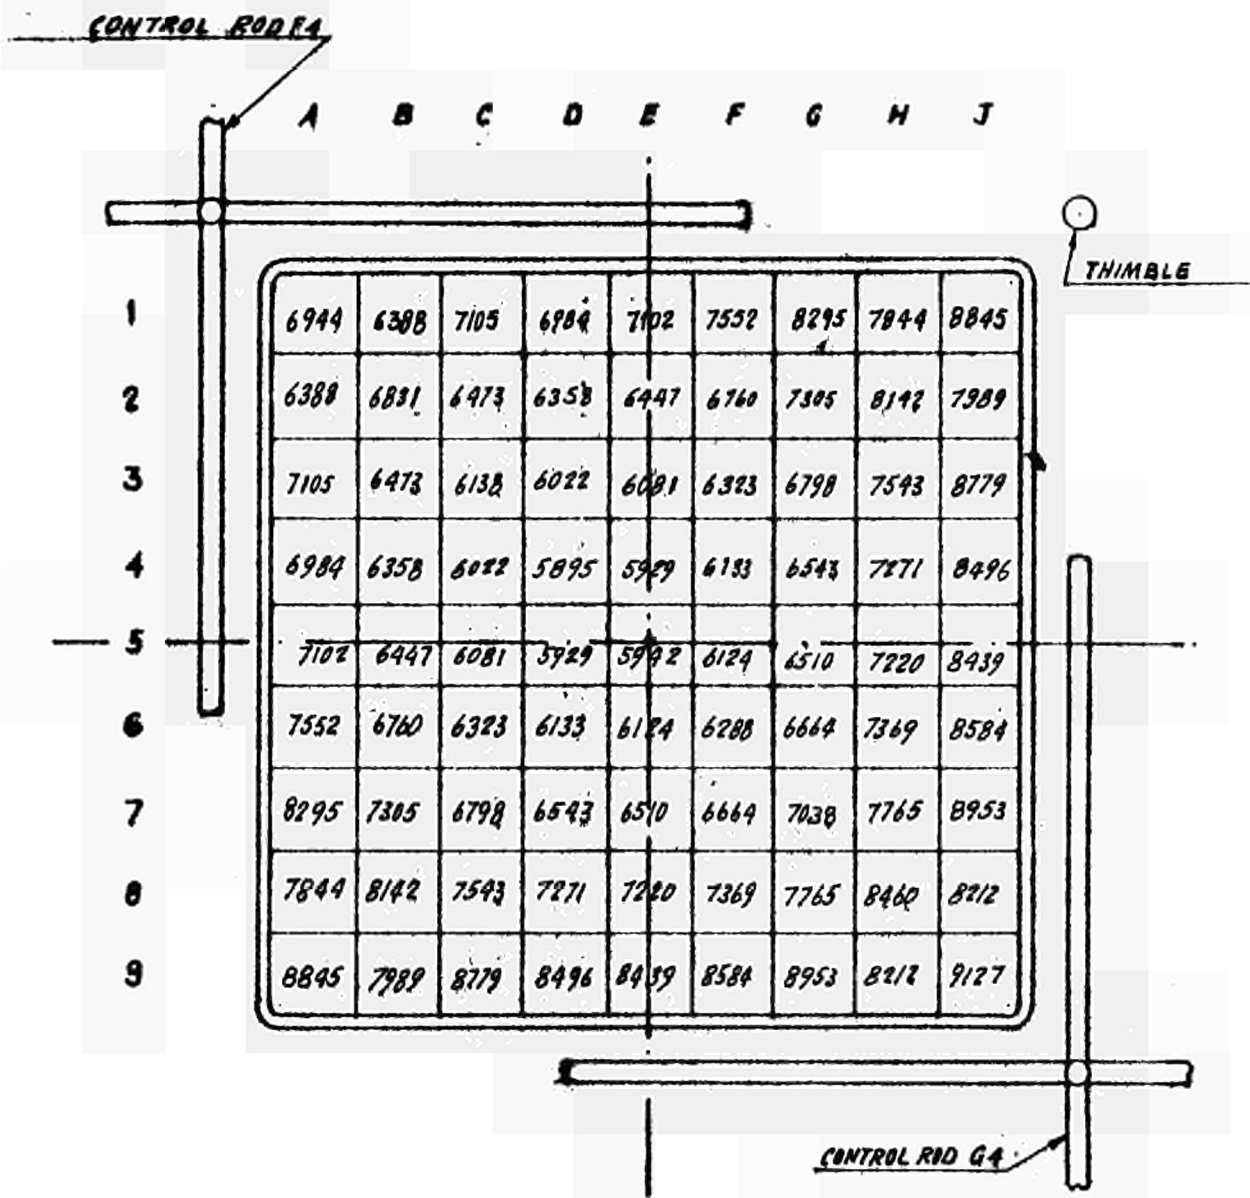 CONTROL ROD F4
A B C D E F G H J
THIMBLE
1 6944 6388 7105 6984 7102 7552 8295 7844 8845
2 6388 6831 6473 6358 6447 6760 7305 8142 7989
3 7105 6473 6138 6022 6081 6323 6798 7543 8779
4 6984 6358 6022 5895 5929 6133 6543 7271 8496
5 7102 6447 6081 5929 5942 6124 6510 7220 8439
6 7552 6760 6323 6133 6124 6288 6664 7369 8584
7 8295 7305 6798 6543 6510 6664 7038 7765 8953
8 7844 8142 7543 7271 7220 7369 7765 8460 8212
9 8845 7989 8779 8496 8439 8584 8953 8212 9127
CONTROL ROD G4